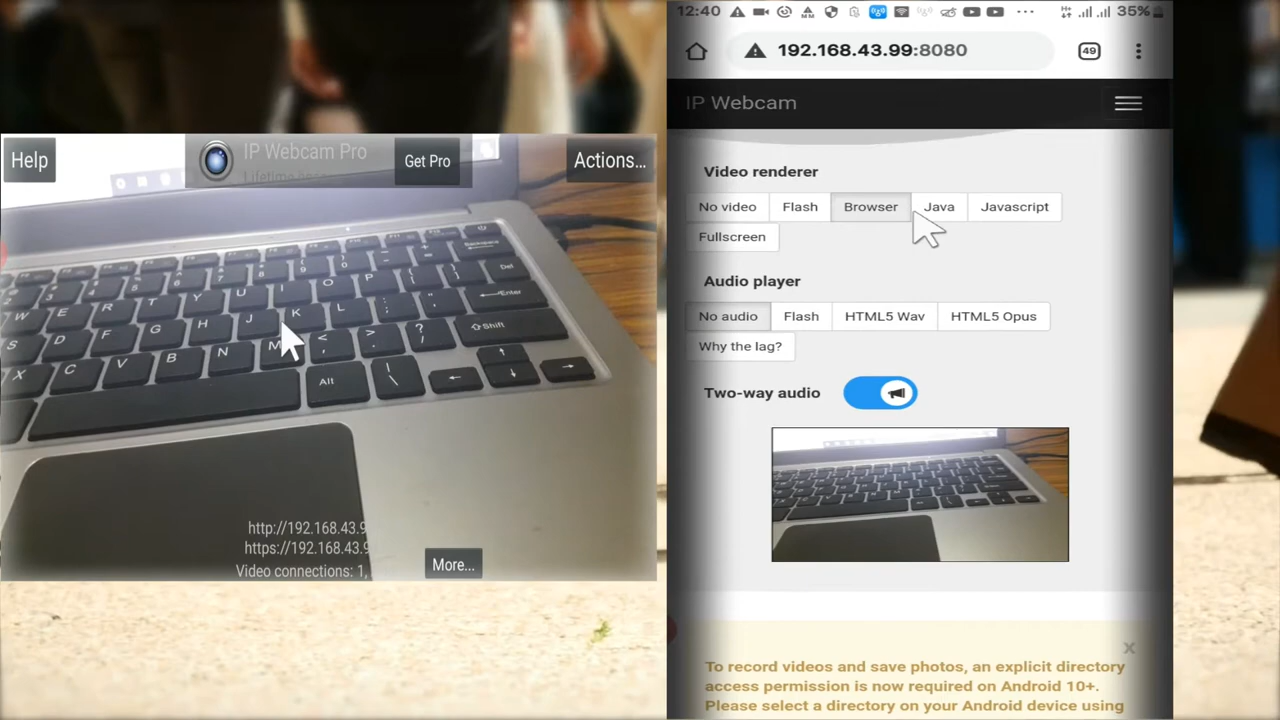 Help
IP Webcam Pro
Get Pro
Actions...
W E R T Y U I O P
S D F G H J K L
X C V B N M
Del
Enter
Shift
Alt
http://192.168.43.9
https://192.168.43.9
Video connections: 1,
More...
12:40
35%
192.168.43.99:8080
49
IP Webcam
Video renderer
No video Flash Browser Java Javascript
Fullscreen
Audio player
No audio Flash HTML5 Wav HTML5 Opus
Why the lag?
Two-way audio
x
To record videos and save photos, an explicit directory
access permission is now required on Android 10+.
Please select a directory on your Android device using